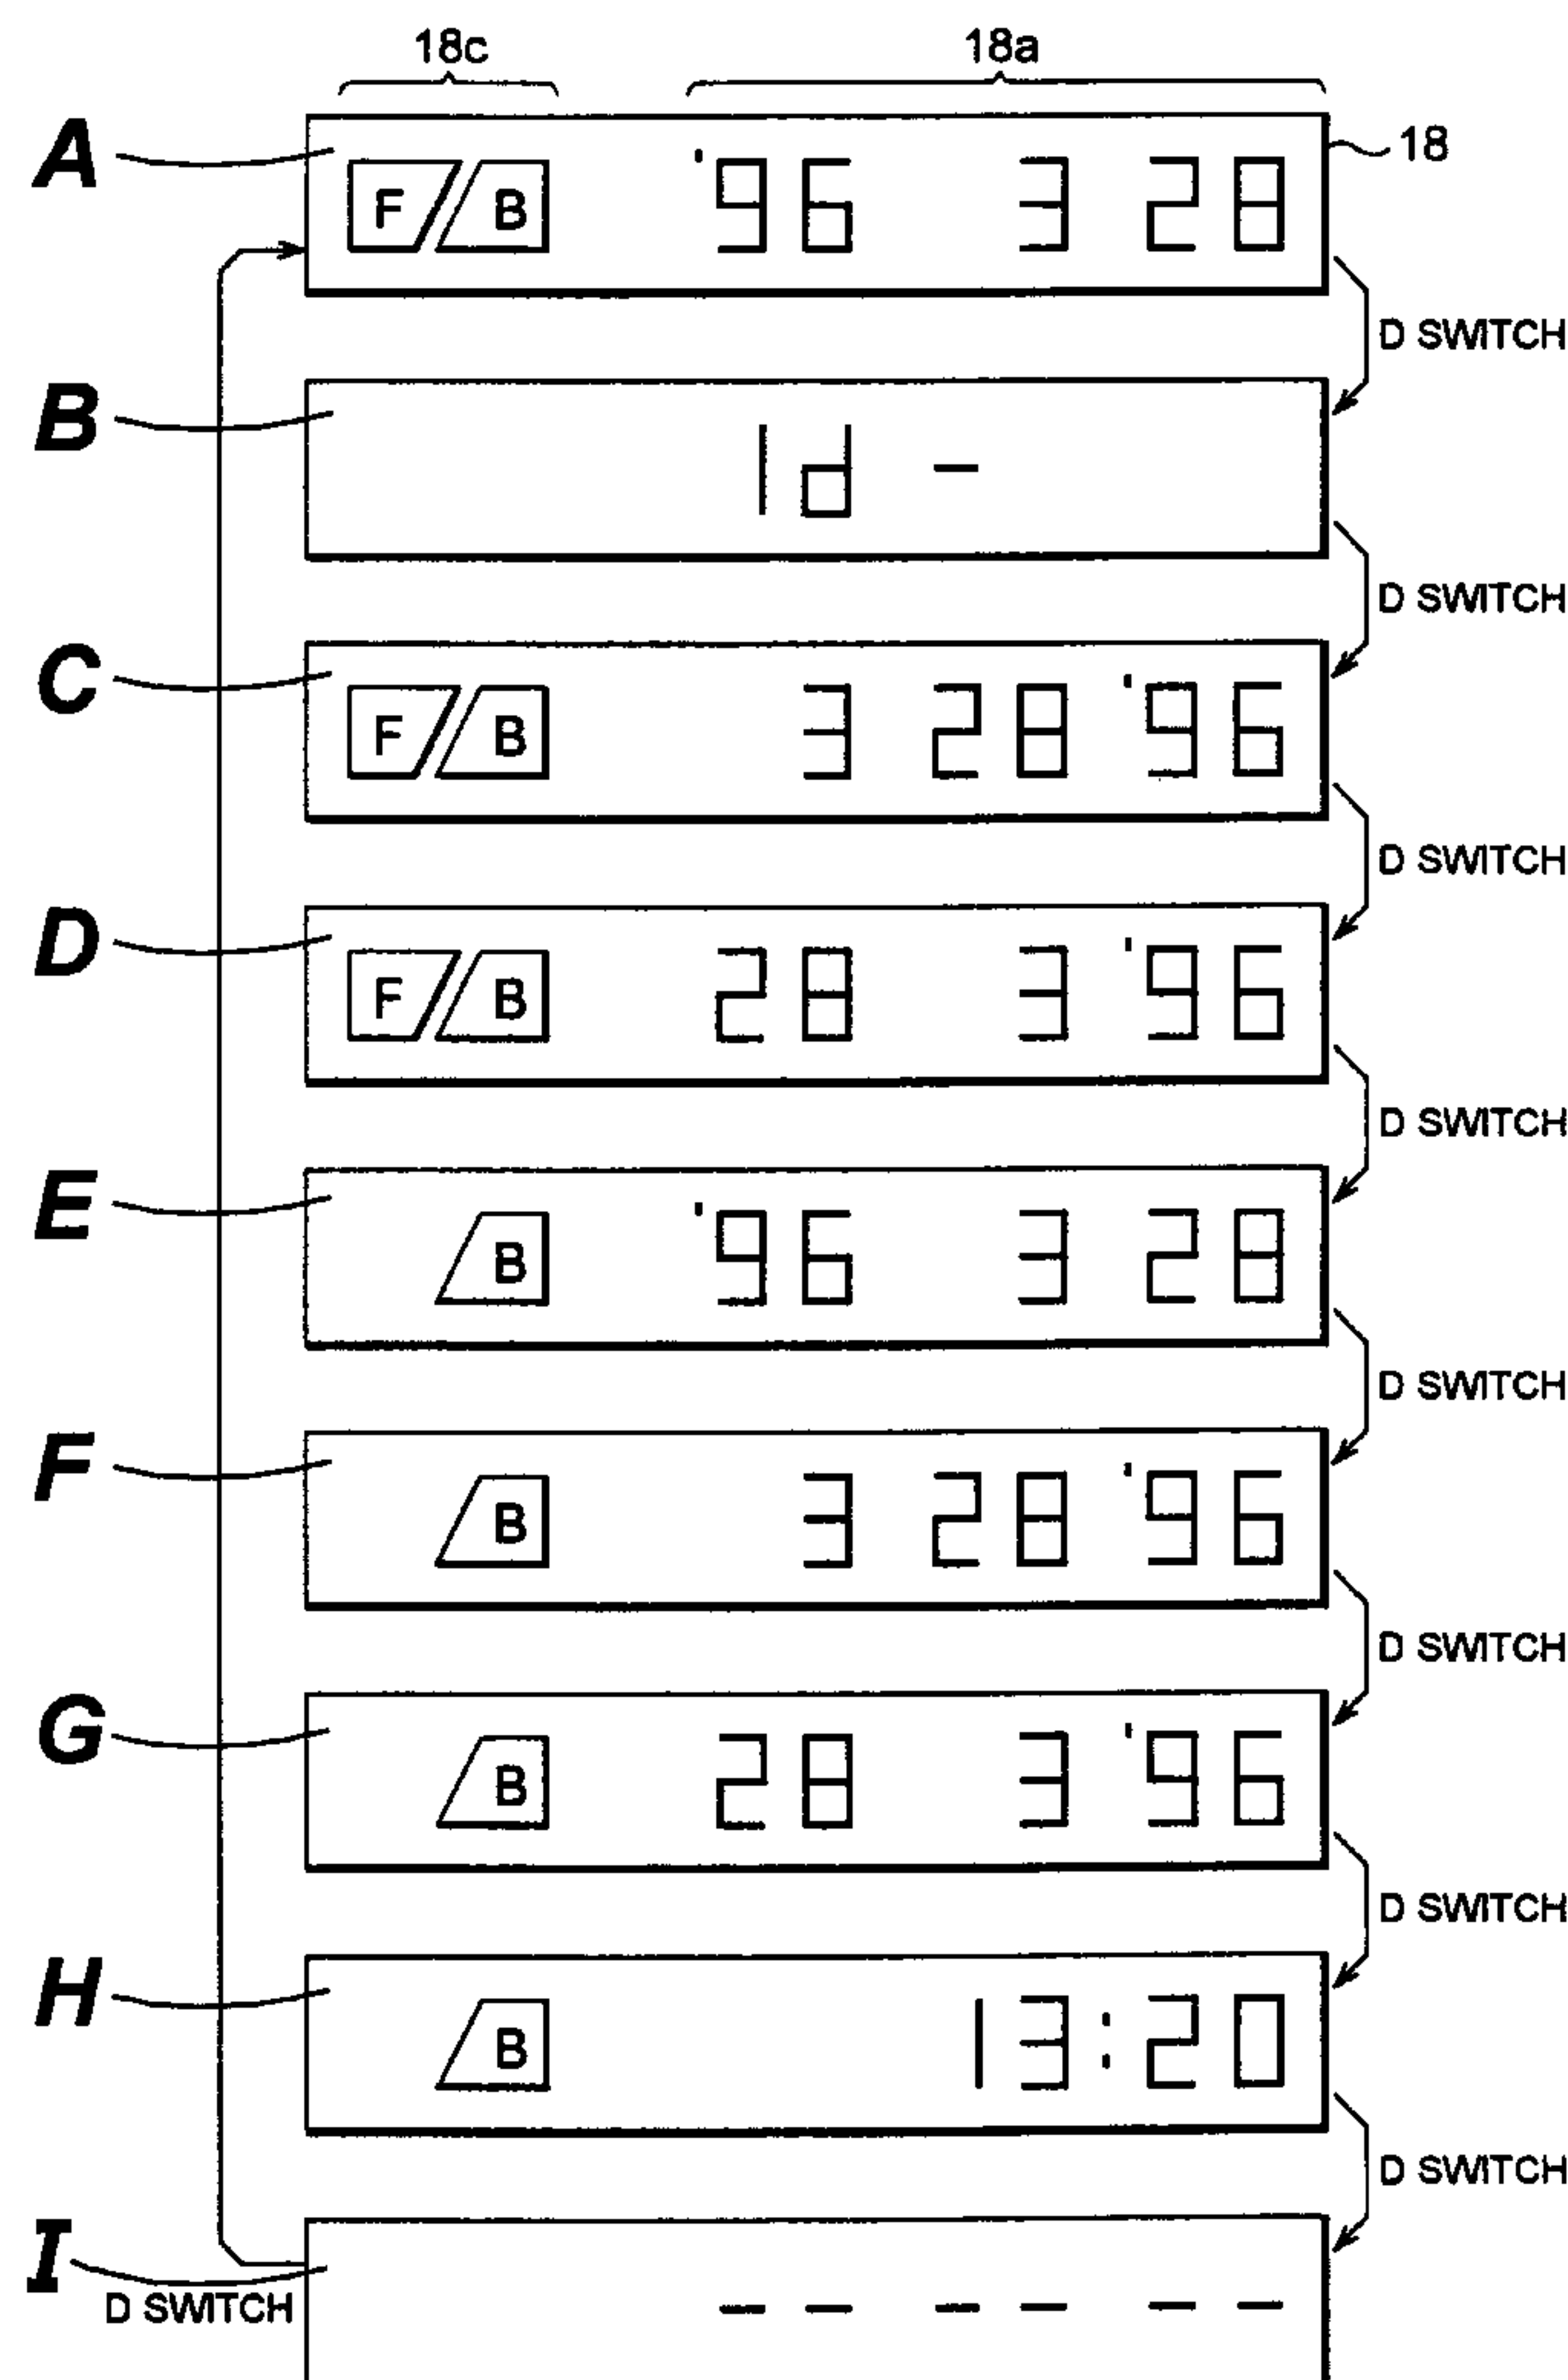 18c 18a
A F B '96 3 28 18
D SWITCH
B Id -
D SWITCH
C F B 3 28 '96
D SWITCH
D F B 28 3 '96
D SWITCH
E B '96 3 28
D SWITCH
F B 3 28 '96
D SWITCH
G B 28 3 '96
D SWITCH
H B 13:20
D SWITCH
I
D SWITCH -- -- --